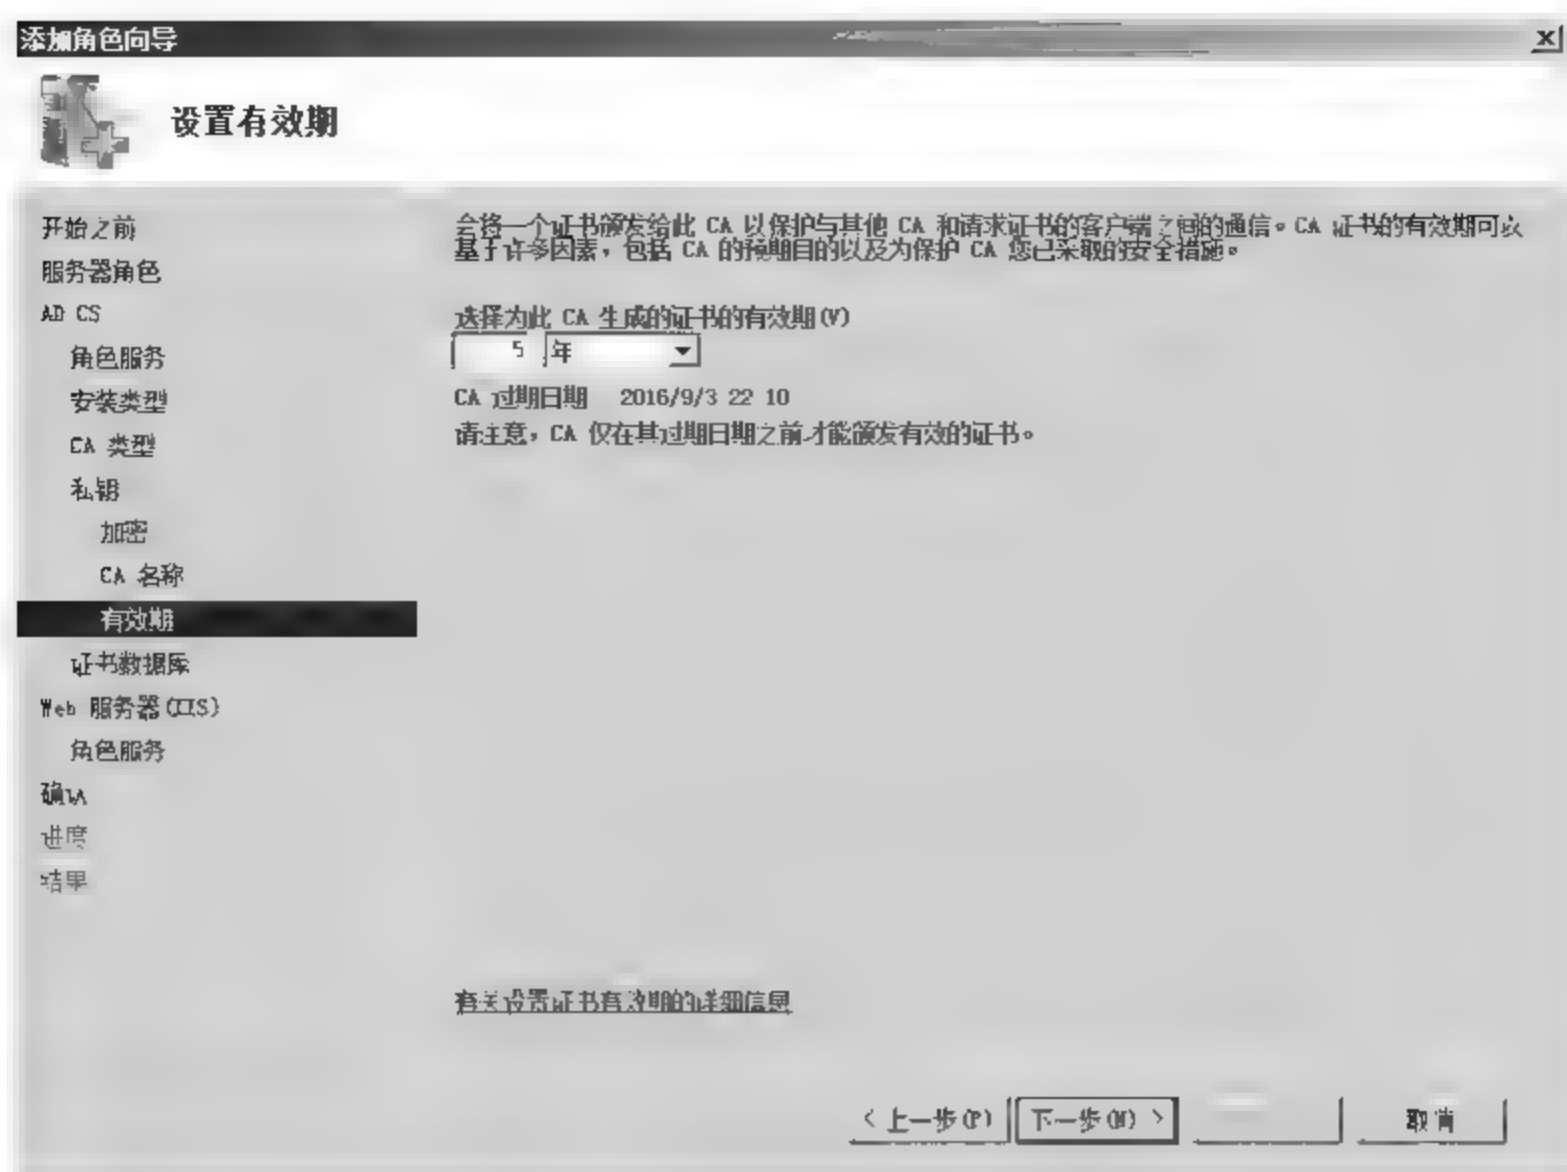 添加角色向导
设置有效期
开始之前
服务器角色
AD CS
角色服务
安装类型
CA 类型
私钥
加密
CA 名称
有效期
证书数据库
Web 服务器(IIS)
角色服务
确认
进度
结果
会将一个证书颁发给此 CA 以保护与其他 CA 和请求证书的客户端之间的通信。CA 证书的有效期可以
基于许多因素，包括 CA 的预期目的以及为保护 CA 您已采取的安全措施。
选择为此 CA 生成的证书的有效期(V)
5 年
CA 过期日期 2016/9/3 22 10
请注意，CA 仅在其过期日期之前才能颁发有效的证书。
有关设置证书有效期的详细信息
< 上一步(P) 下一步(N) > 取消